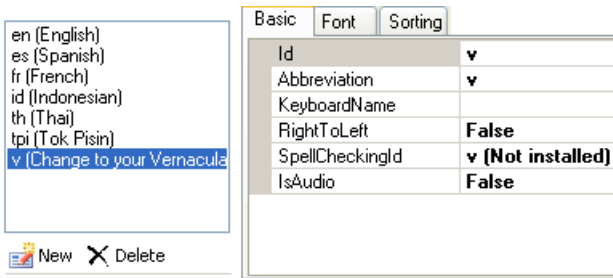 en (English)
es (Spanish)
fr (French)
id (Indonesian)
th (Thai)
tpi (Tok Pisin)
v (Change to your Vernacula
New Delete
Basic Font Sorting
Id v
Abbreviation v
KeyboardName
RightToLeft False
SpellCheckingId v (Not installed)
IsAudio False